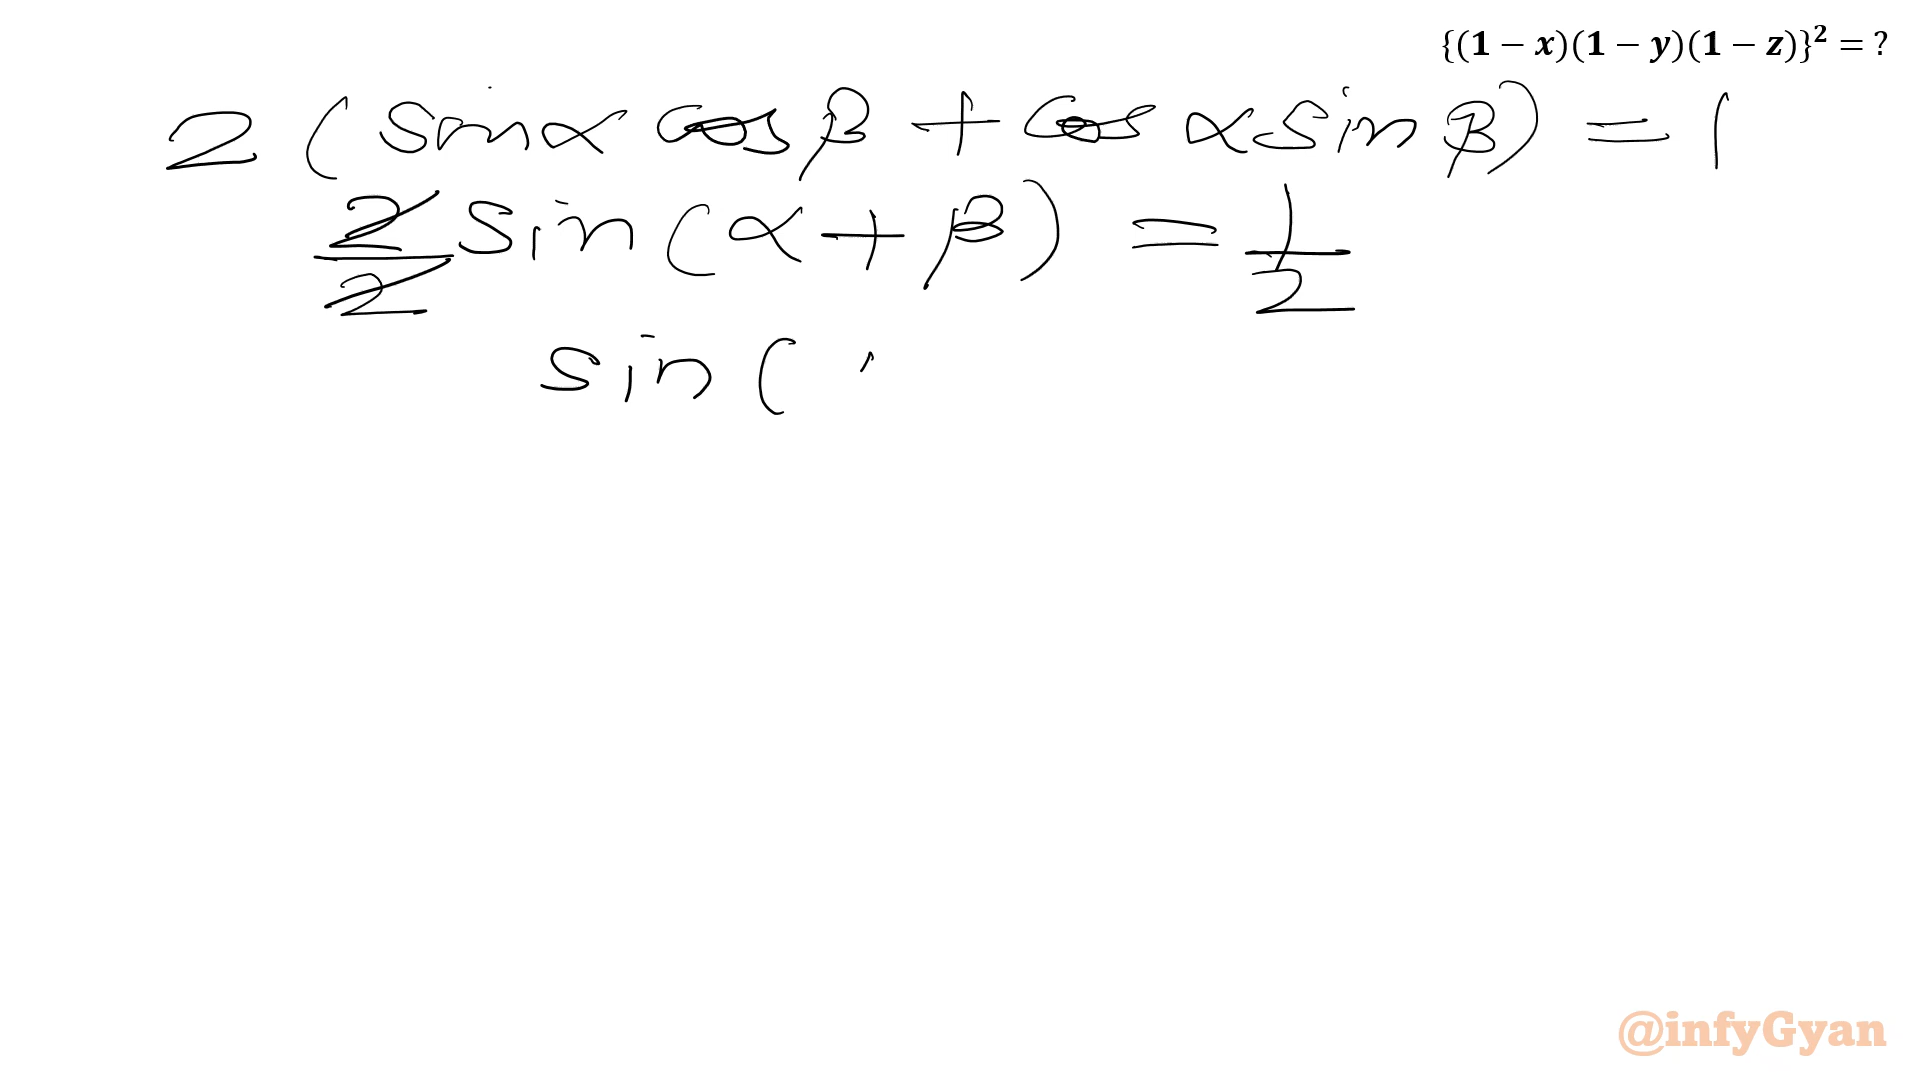 {(1 − x)(1 − y)(1 − z)}² = ?
2 (sinα cosβ + cosα sinβ) = 1
2/2 sin(α + β) = 1/2
sin(
@infyGyan